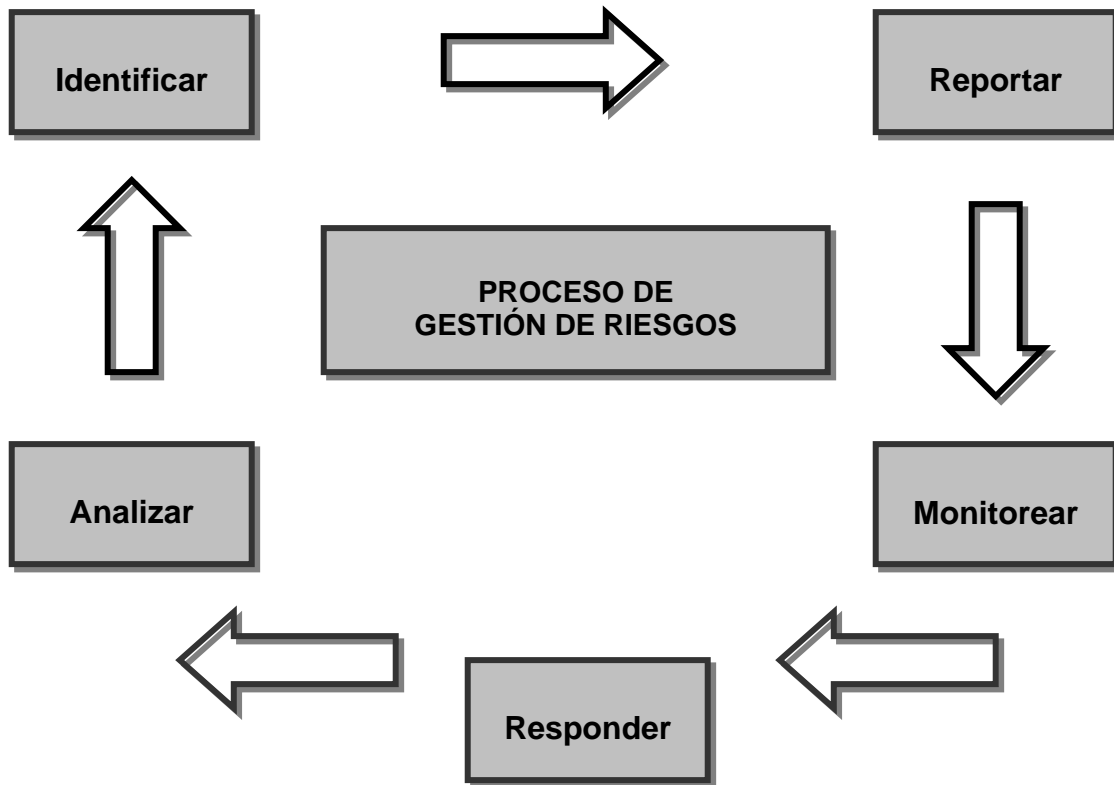 Identificar
Reportar
PROCESO DE
GESTIÓN DE RIESGOS
Analizar
Monitorear
Responder